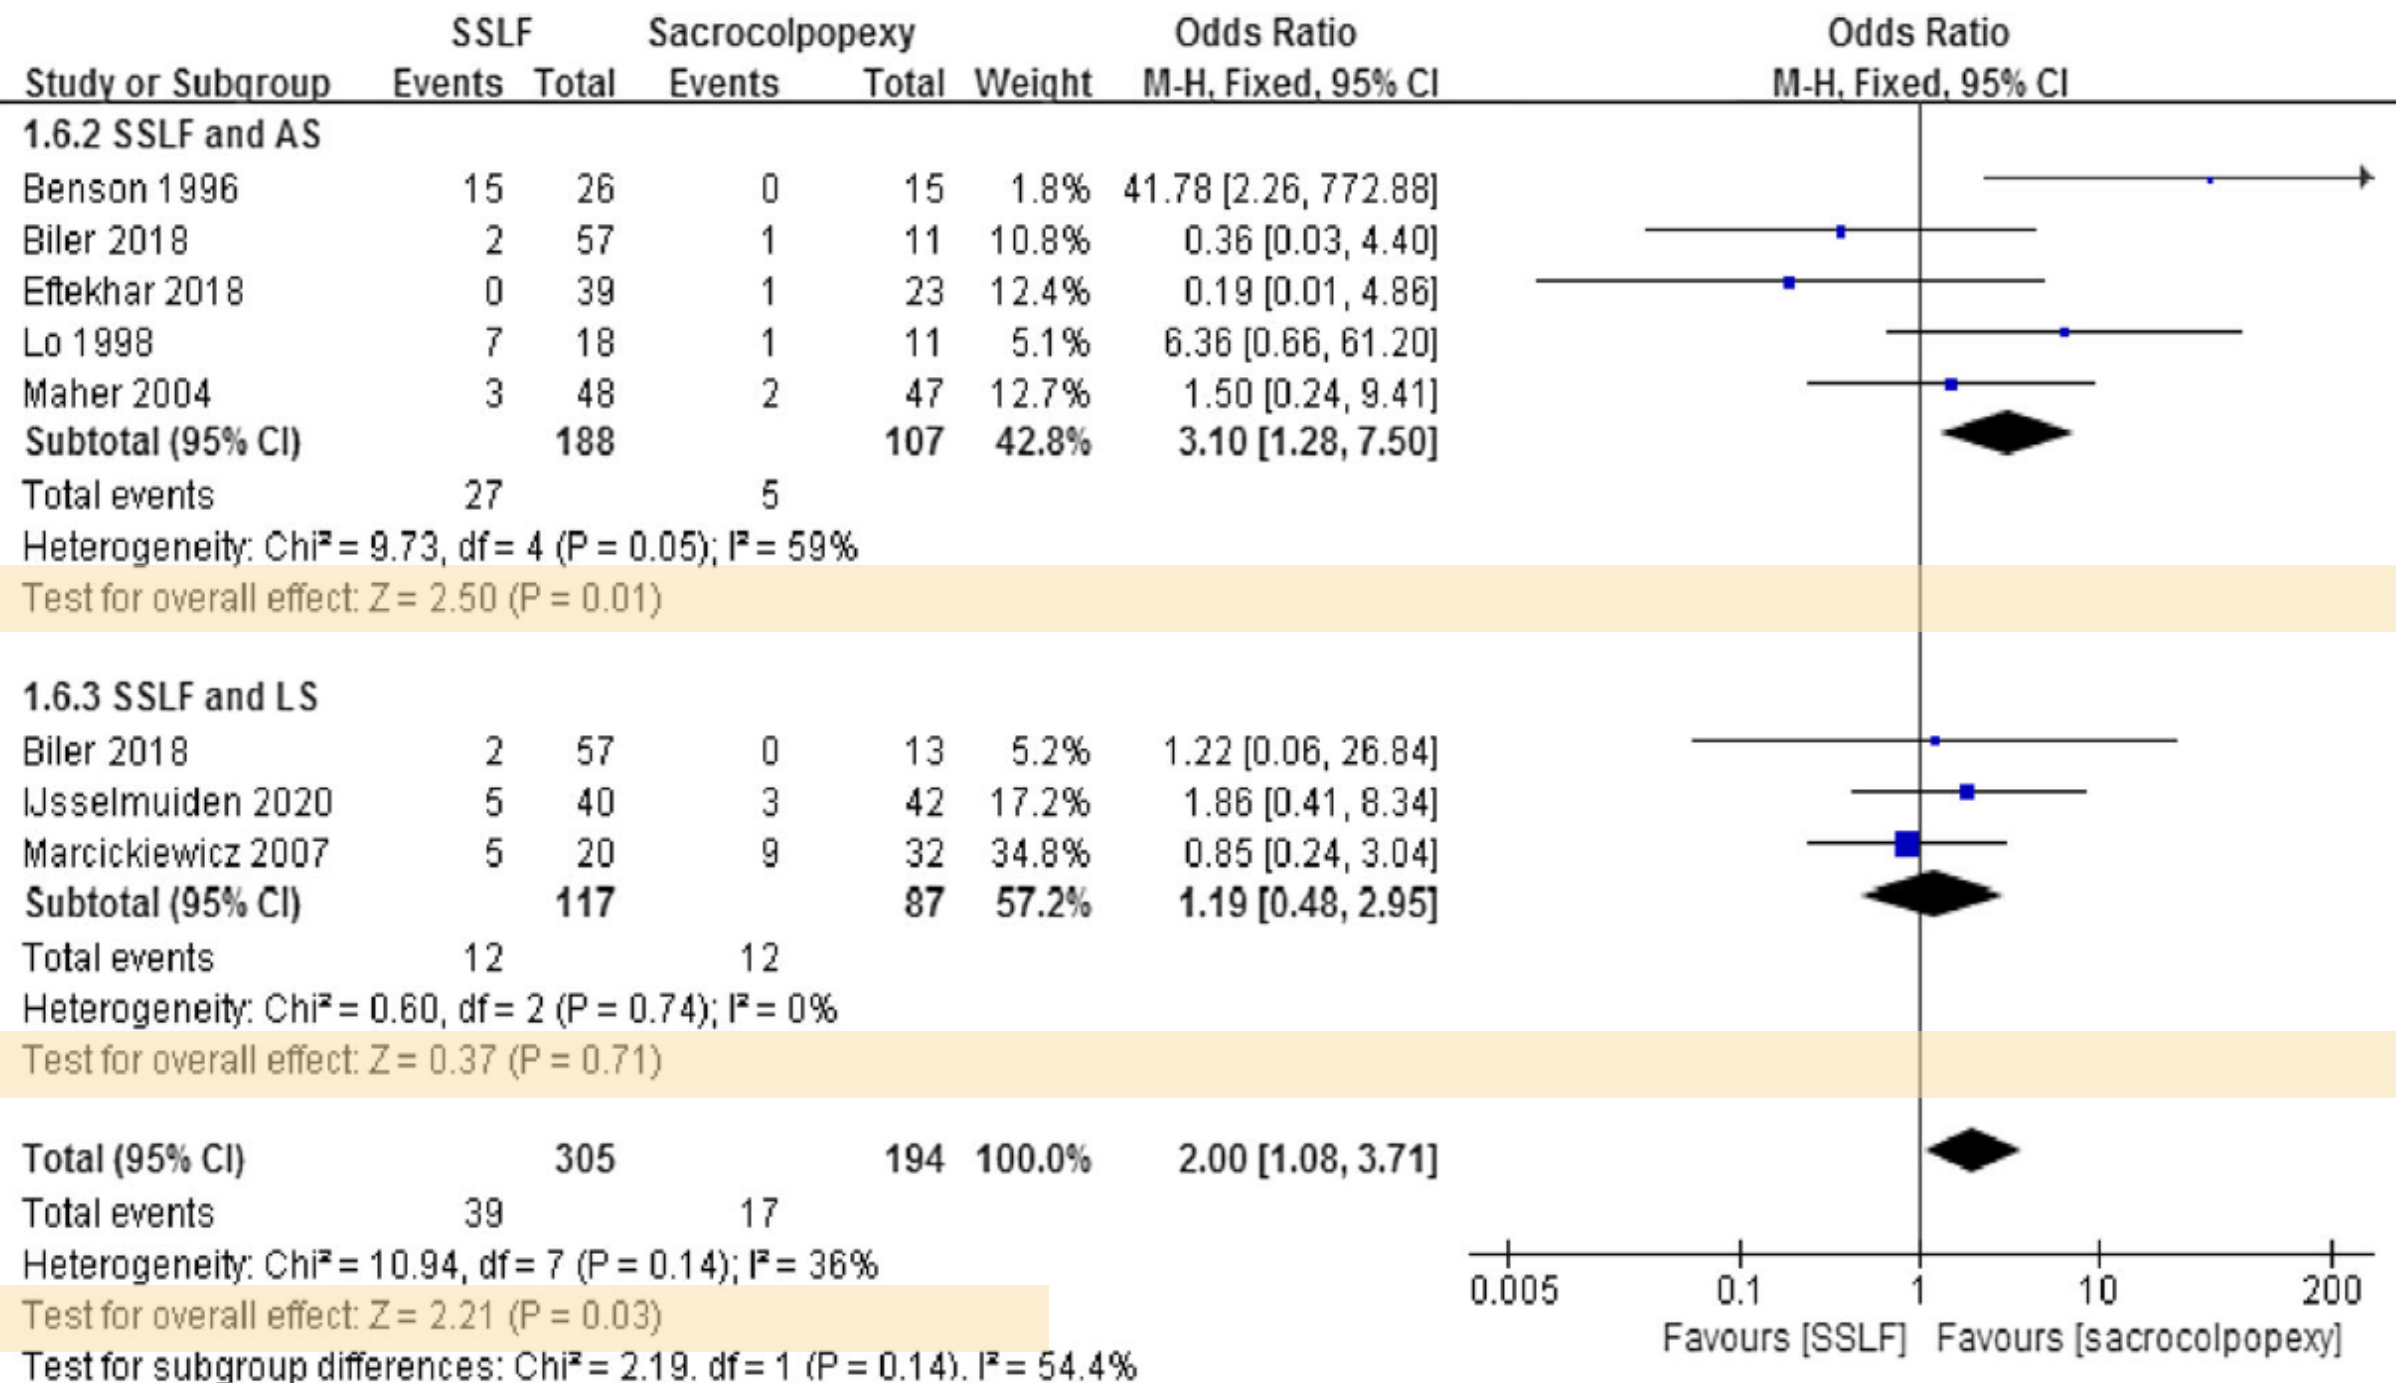 SSLF Sacrocolpopexy Odds Ratio Odds Ratio
Study or Subgroup Events Total Events Total Weight M-H, Fixed, 95% CI M-H, Fixed, 95% CI
1.6.2 SSLF and AS
Benson 1996 15 26 0 15 1.8% 41.78 [2.26, 772.88]
Biler 2018 2 57 1 11 10.8% 0.36 [0.03, 4.40]
Eftekhar 2018 0 39 1 23 12.4% 0.19 [0.01, 4.86]
Lo 1998 7 18 1 11 5.1% 6.36 [0.66, 61.20]
Maher 2004 3 48 2 47 12.7% 1.50 [0.24, 9.41]
Subtotal (95% CI) 188 107 42.8% 3.10 [1.28, 7.50]
Total events 27 5
Heterogeneity: Chi² = 9.73, df = 4 (P = 0.05); I² = 59%
Test for overall effect: Z = 2.50 (P = 0.01)
1.6.3 SSLF and LS
Biler 2018 2 57 0 13 5.2% 1.22 [0.06, 26.84]
IJsselmuiden 2020 5 40 3 42 17.2% 1.86 [0.41, 8.34]
Marcickiewicz 2007 5 20 9 32 34.8% 0.85 [0.24, 3.04]
Subtotal (95% CI) 117 87 57.2% 1.19 [0.48, 2.95]
Total events 12 12
Heterogeneity: Chi² = 0.60, df = 2 (P = 0.74); I² = 0%
Test for overall effect: Z = 0.37 (P = 0.71)
Total (95% CI) 305 194 100.0% 2.00 [1.08, 3.71]
Total events 39 17
Heterogeneity: Chi² = 10.94, df = 7 (P = 0.14); I² = 36%
Test for overall effect: Z = 2.21 (P = 0.03)
Test for subgroup differences: Chi² = 2.19. df = 1 (P = 0.14). I² = 54.4%
0.005 0.1 1 10 200
Favours [SSLF] Favours [sacrocolpopexy]